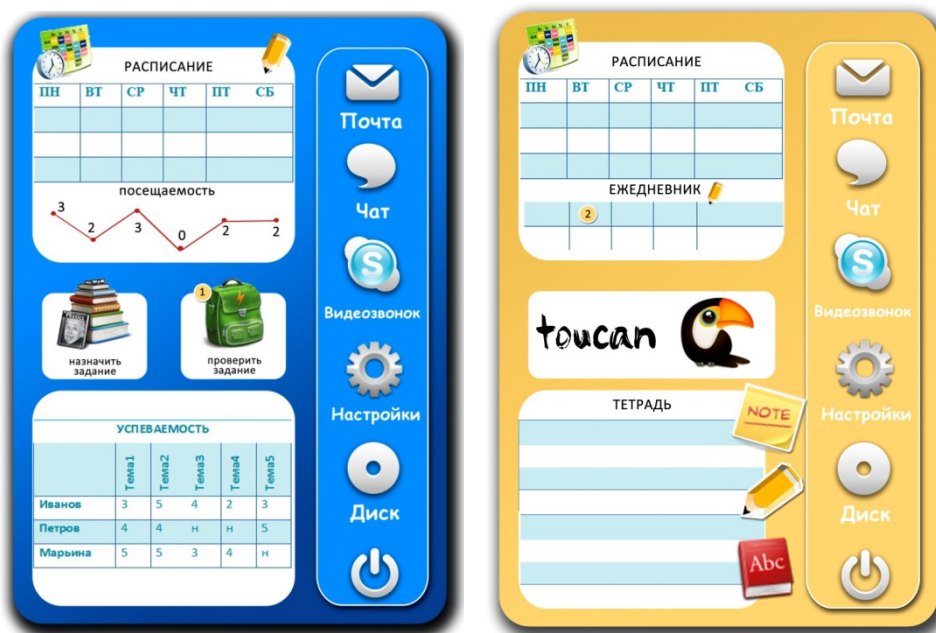 РАСПИСАНИЕ
ПН ВТ СР ЧТ ПТ СБ
посещаемость
3 2 3 0 2 2
1
назначить
задание
проверить
задание
УСПЕВАЕМОСТЬ
Тема1 Тема2 Тема3 Тема4 Тема5
Иванов 3 5 4 2 3
Петров 4 4 н н 5
Марьина 5 5 3 4 н
Почта
Чат
S
Видеозвонок
Настройки
Диск
РАСПИСАНИЕ
ПН ВТ СР ЧТ ПТ СБ
ЕЖЕДНЕВНИК
2
toucan
ТЕТРАДЬ
NOTE
Abc
Почта
Чат
S
Видеозвонок
Настройки
Диск